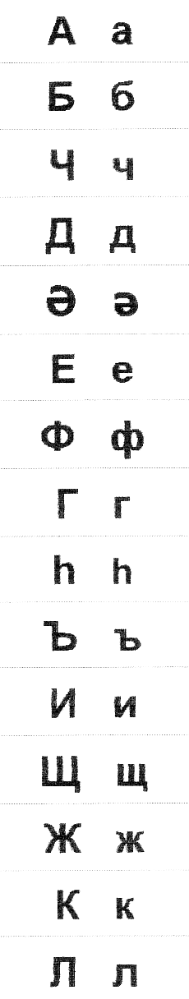 А а
Б б
Ч ч
Д д
Ә ә
Е е
Ф ф
Г г
Һ һ
Ъ ъ
И и
Щ щ
Ж ж
К к
Л л